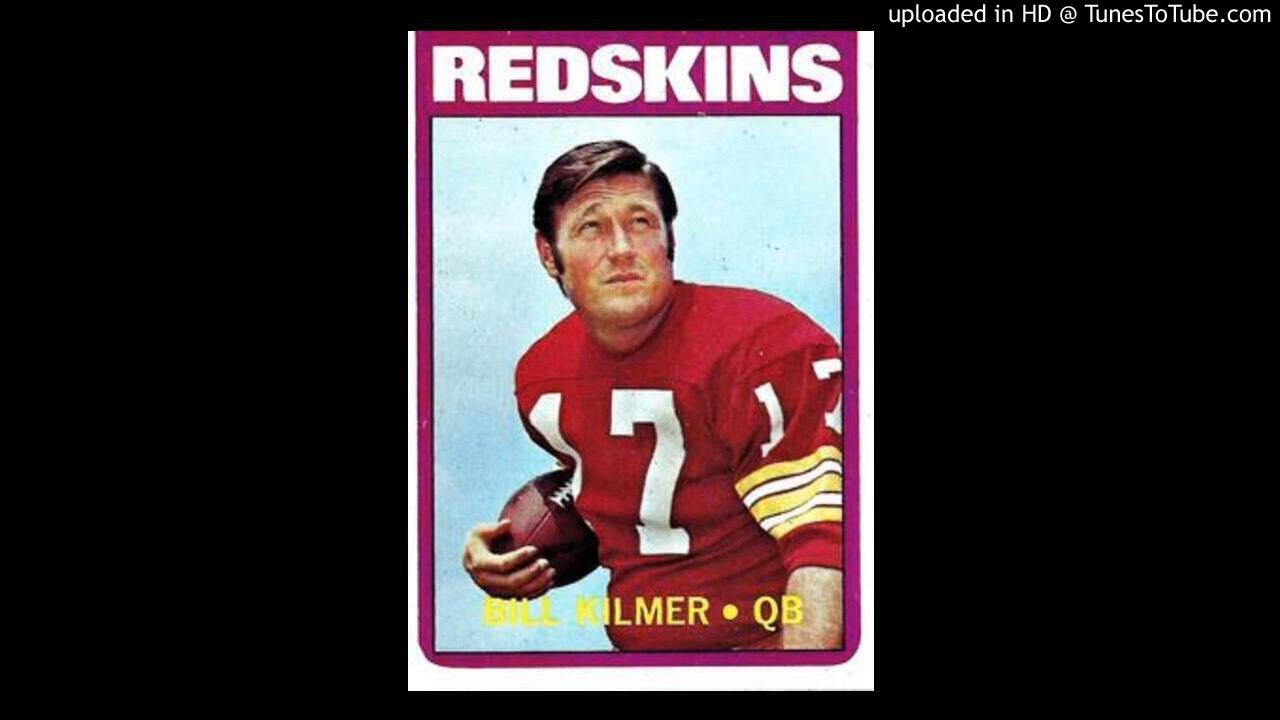 uploaded in HD @ TunesToTube.com
REDSKINS
17
17
BILL KILMER • QB